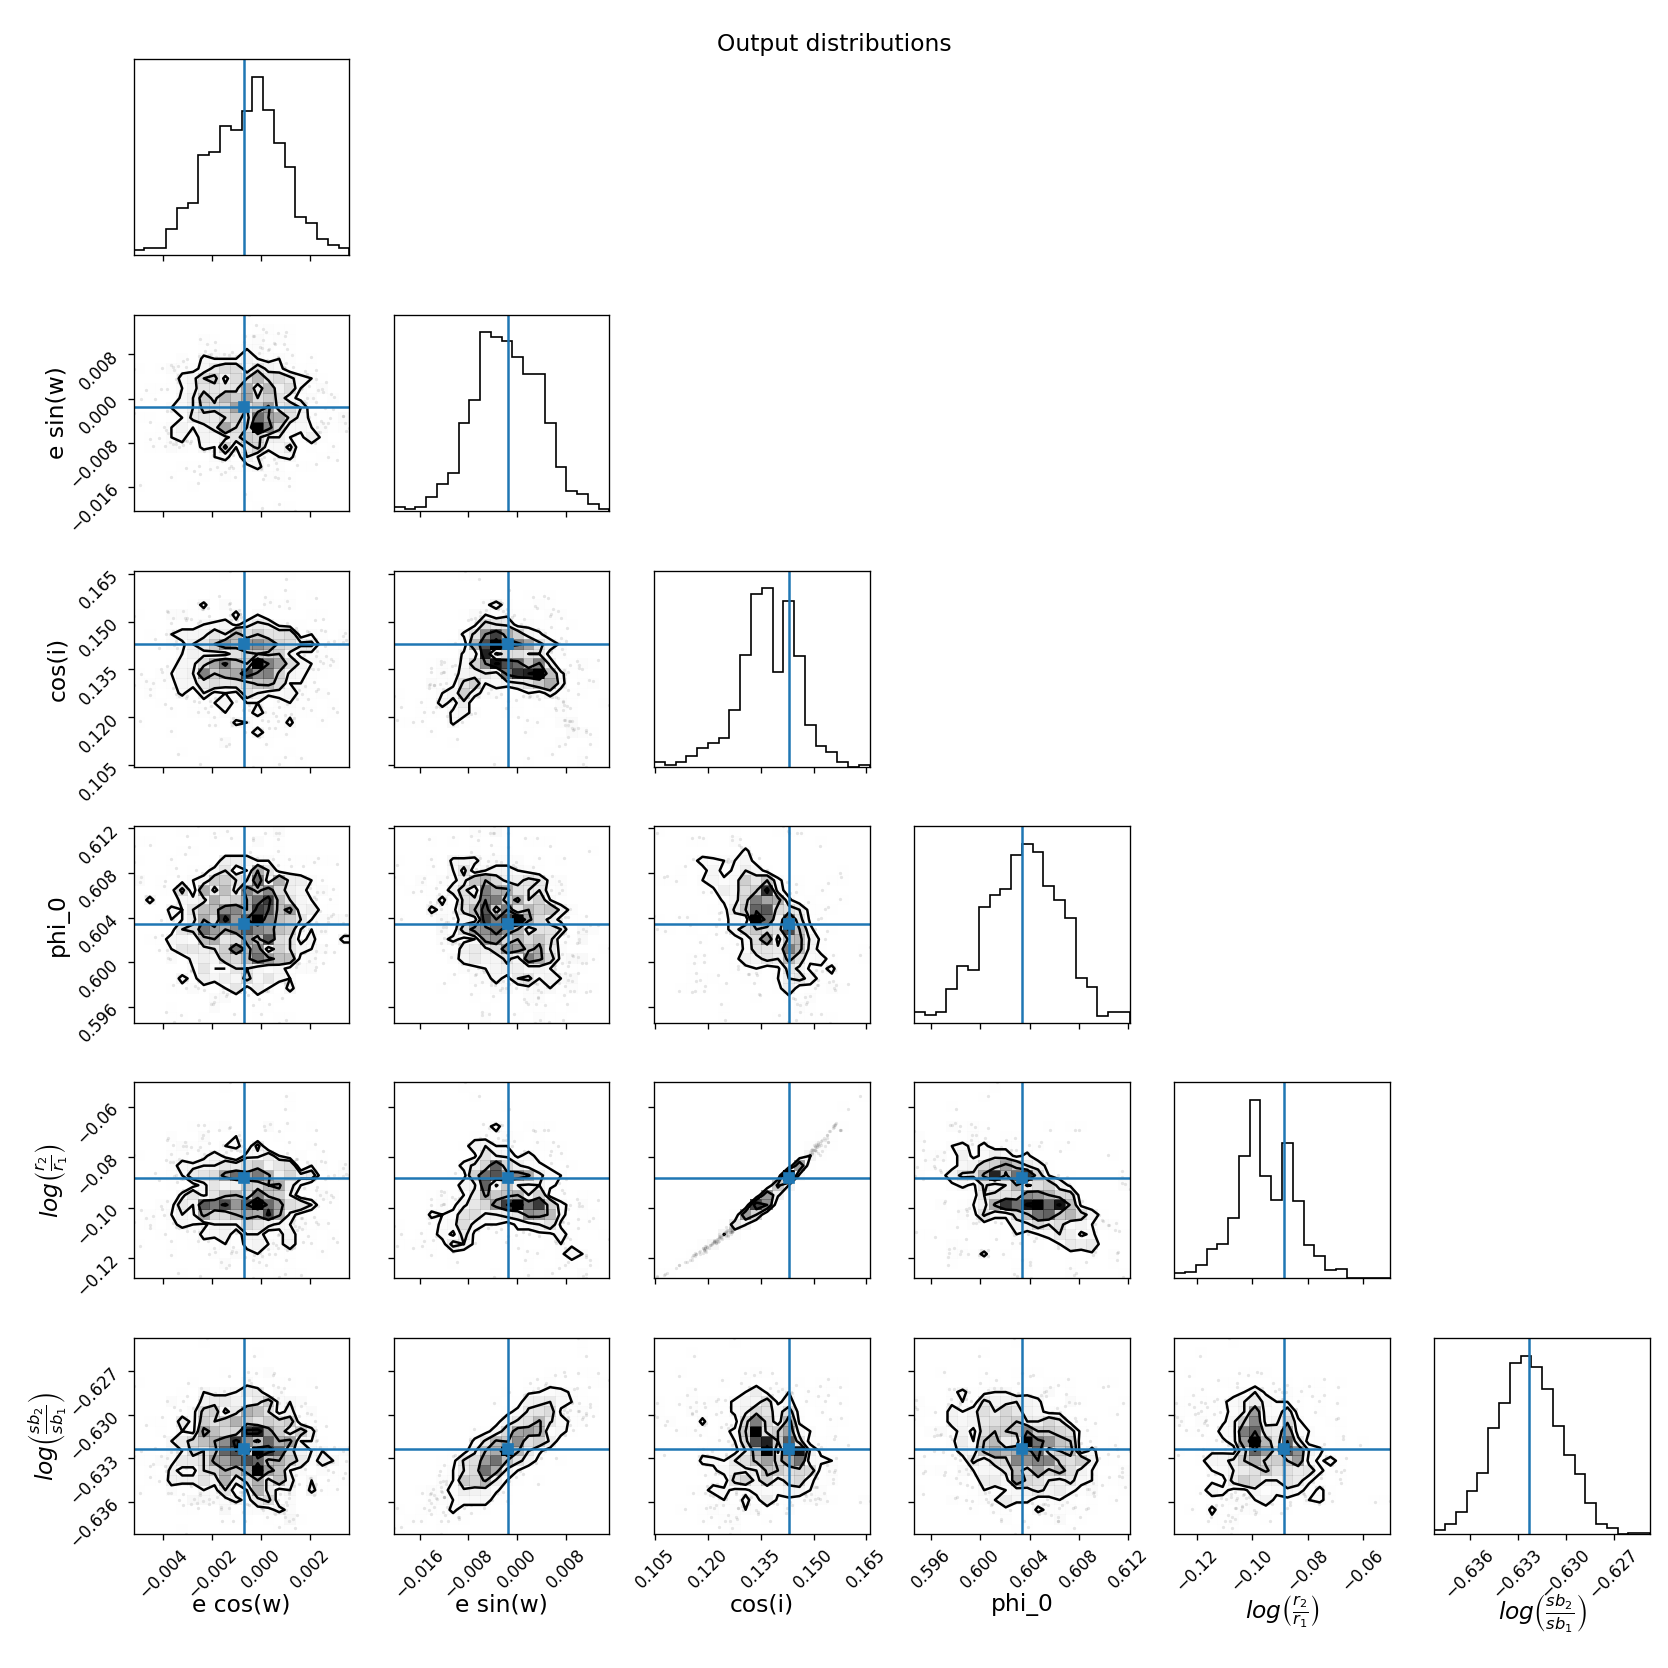 Output distributions
e sin(w)
0.008
0.000
−0.008
−0.016
cos(i)
0.165
0.150
0.135
0.120
0.105
phi_0
0.612
0.608
0.604
0.600
0.596
log(r2/r1)
−0.06
−0.08
−0.10
−0.12
log(sb2/sb1)
−0.627
−0.630
−0.633
−0.636
−0.004 −0.002 0.000 0.002
e cos(w)
−0.016 −0.008 0.000 0.008
e sin(w)
0.105 0.120 0.135 0.150 0.165
cos(i)
0.596 0.600 0.604 0.608 0.612
phi_0
−0.12 −0.10 −0.08 −0.06
log(r2/r1)
−0.636 −0.633 −0.630 −0.627
log(sb2/sb1)